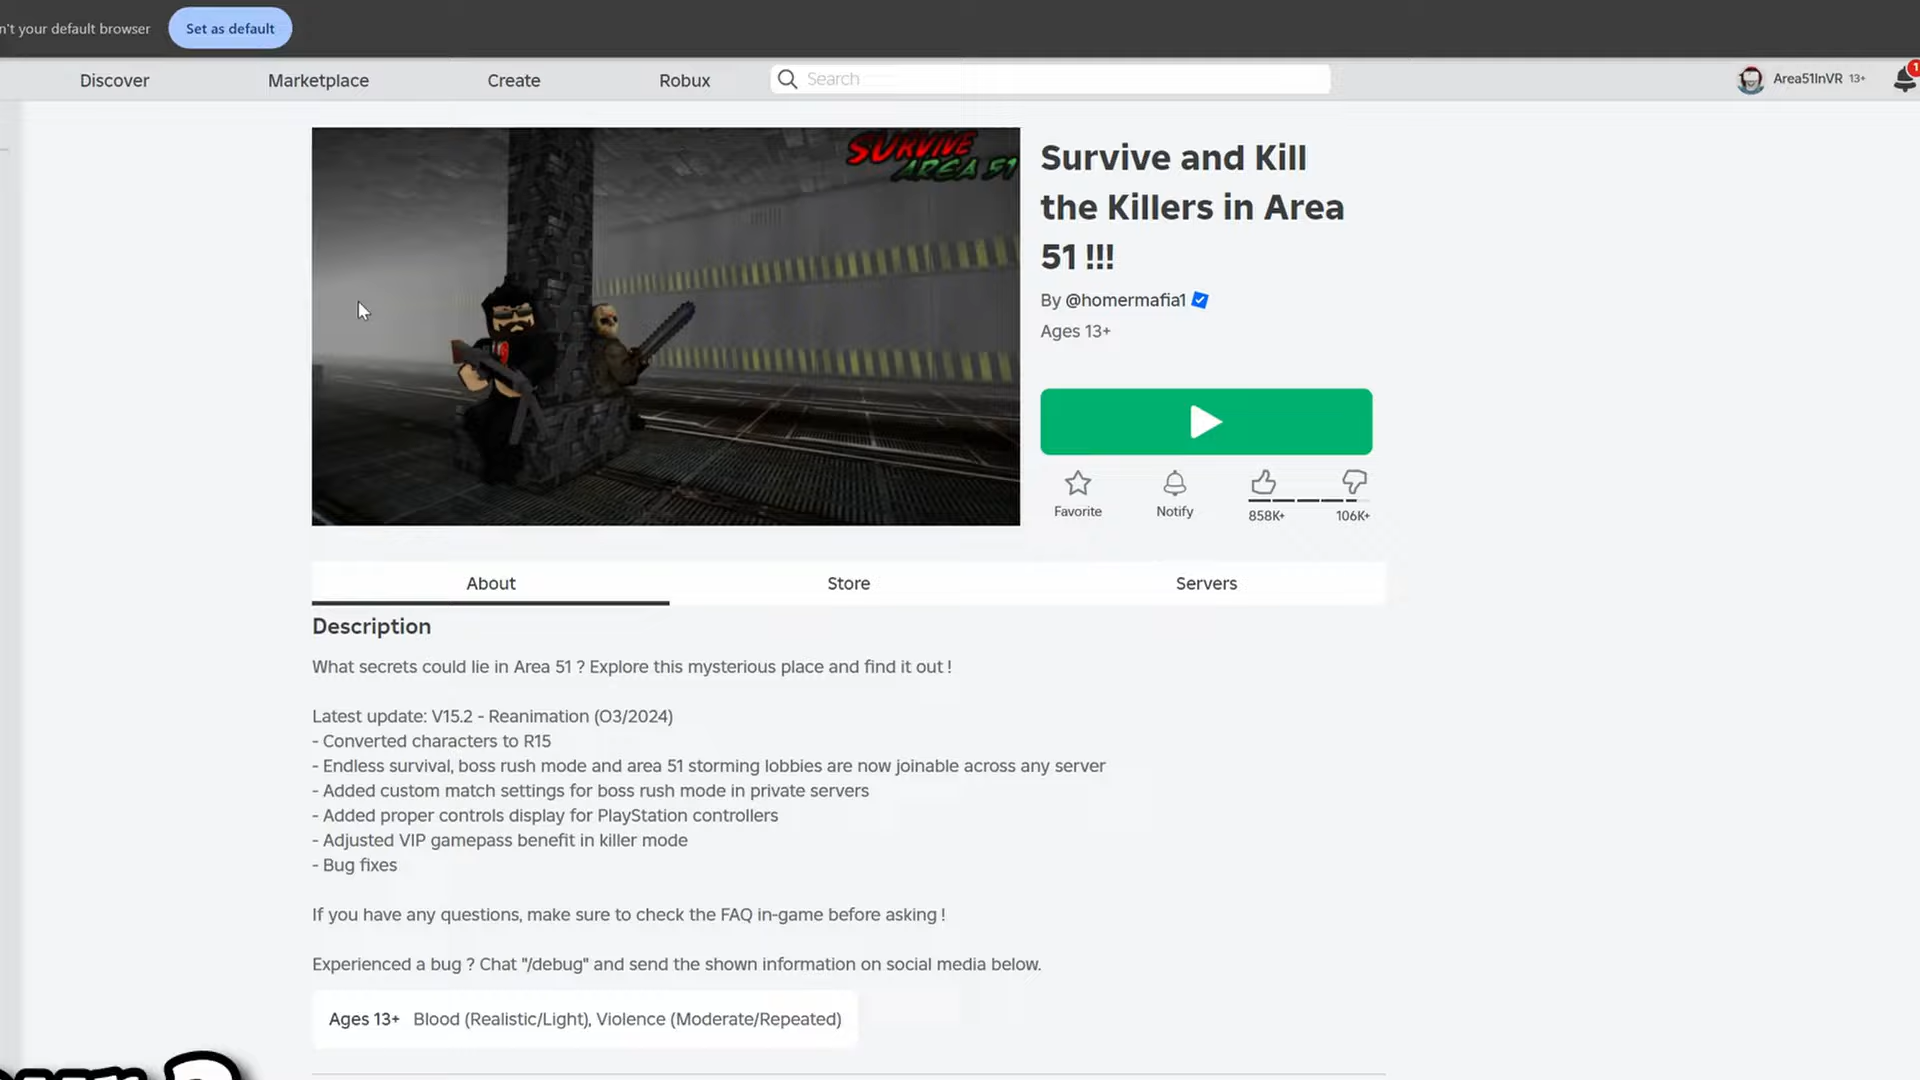 n't your default browser Set as default
Discover Marketplace Create Robux Search Area51InVR 13+ 1
SURVIVE
AREA 51
Survive and Kill
the Killers in Area
51 !!!
By @homermafia1
Ages 13+
Favorite Notify 858K+ 106K+
About Store Servers
Description
What secrets could lie in Area 51 ? Explore this mysterious place and find it out !
Latest update: V15.2 - Reanimation (O3/2024)
- Converted characters to R15
- Endless survival, boss rush mode and area 51 storming lobbies are now joinable across any server
- Added custom match settings for boss rush mode in private servers
- Added proper controls display for PlayStation controllers
- Adjusted VIP gamepass benefit in killer mode
- Bug fixes
If you have any questions, make sure to check the FAQ in-game before asking !
Experienced a bug ? Chat "/debug" and send the shown information on social media below.
Ages 13+ Blood (Realistic/Light), Violence (Moderate/Repeated)